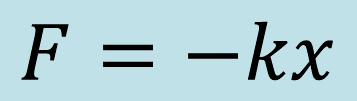 F = −kx